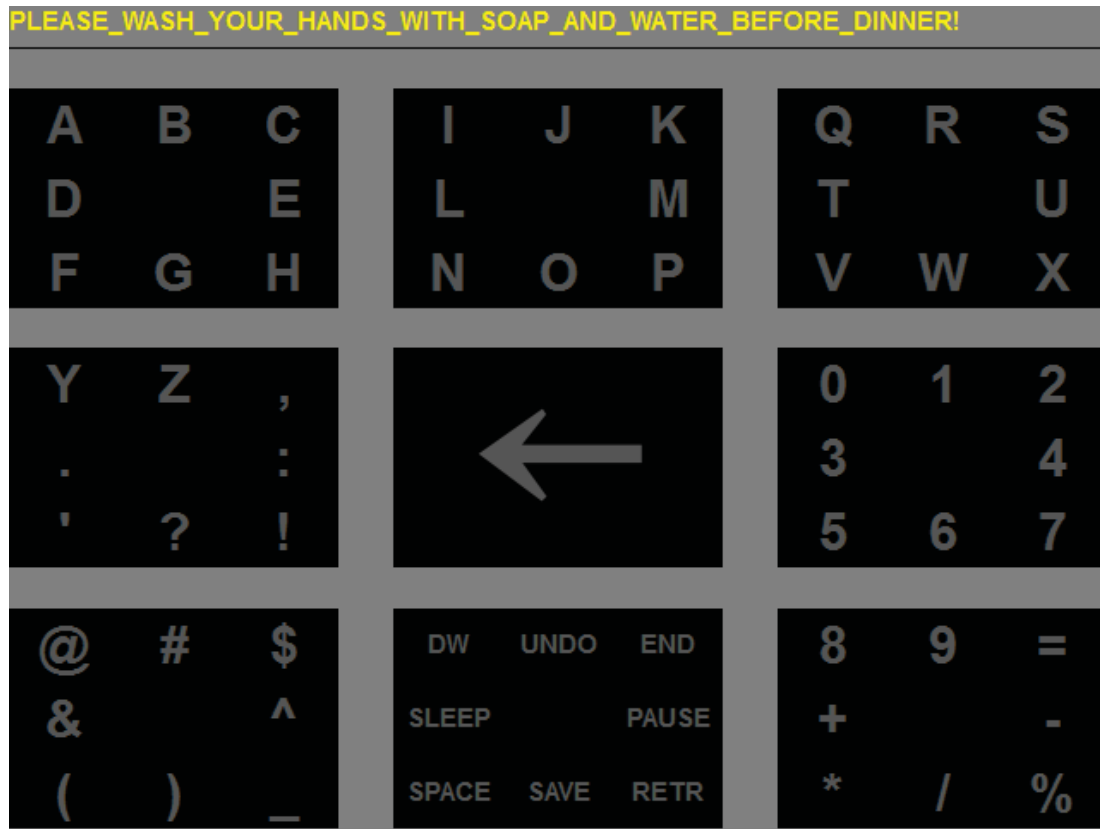 PLEASE_WASH_YOUR_HANDS_WITH_SOAP_AND_WATER_BEFORE_DINNER!
A B C I J K Q R S
D E L M T U
F G H N O P V W X
Y Z , 0 1 2
. : 3 4
' ? ! 5 6 7
@ # $ DW UNDO END 8 9 =
& ^ SLEEP PAUSE + -
( ) _ SPACE SAVE RETR * / %